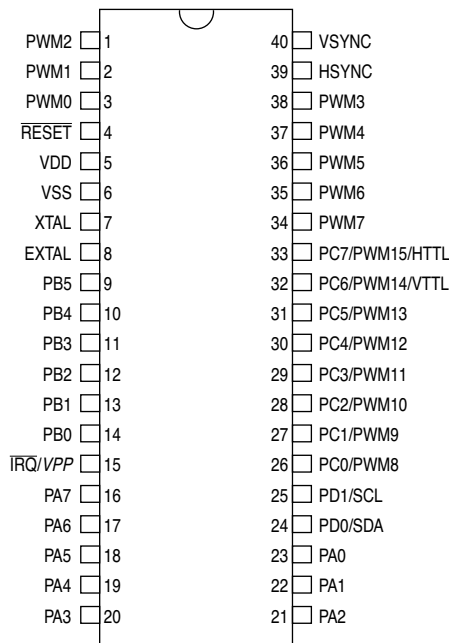 PWM2 1 40 VSYNC
PWM1 2 39 HSYNC
PWM0 3 38 PWM3
RESET 4 37 PWM4
VDD 5 36 PWM5
VSS 6 35 PWM6
XTAL 7 34 PWM7
EXTAL 8 33 PC7/PWM15/HTTL
PB5 9 32 PC6/PWM14/VTTL
PB4 10 31 PC5/PWM13
PB3 11 30 PC4/PWM12
PB2 12 29 PC3/PWM11
PB1 13 28 PC2/PWM10
PB0 14 27 PC1/PWM9
IRQ/VPP 15 26 PC0/PWM8
PA7 16 25 PD1/SCL
PA6 17 24 PD0/SDA
PA5 18 23 PA0
PA4 19 22 PA1
PA3 20 21 PA2